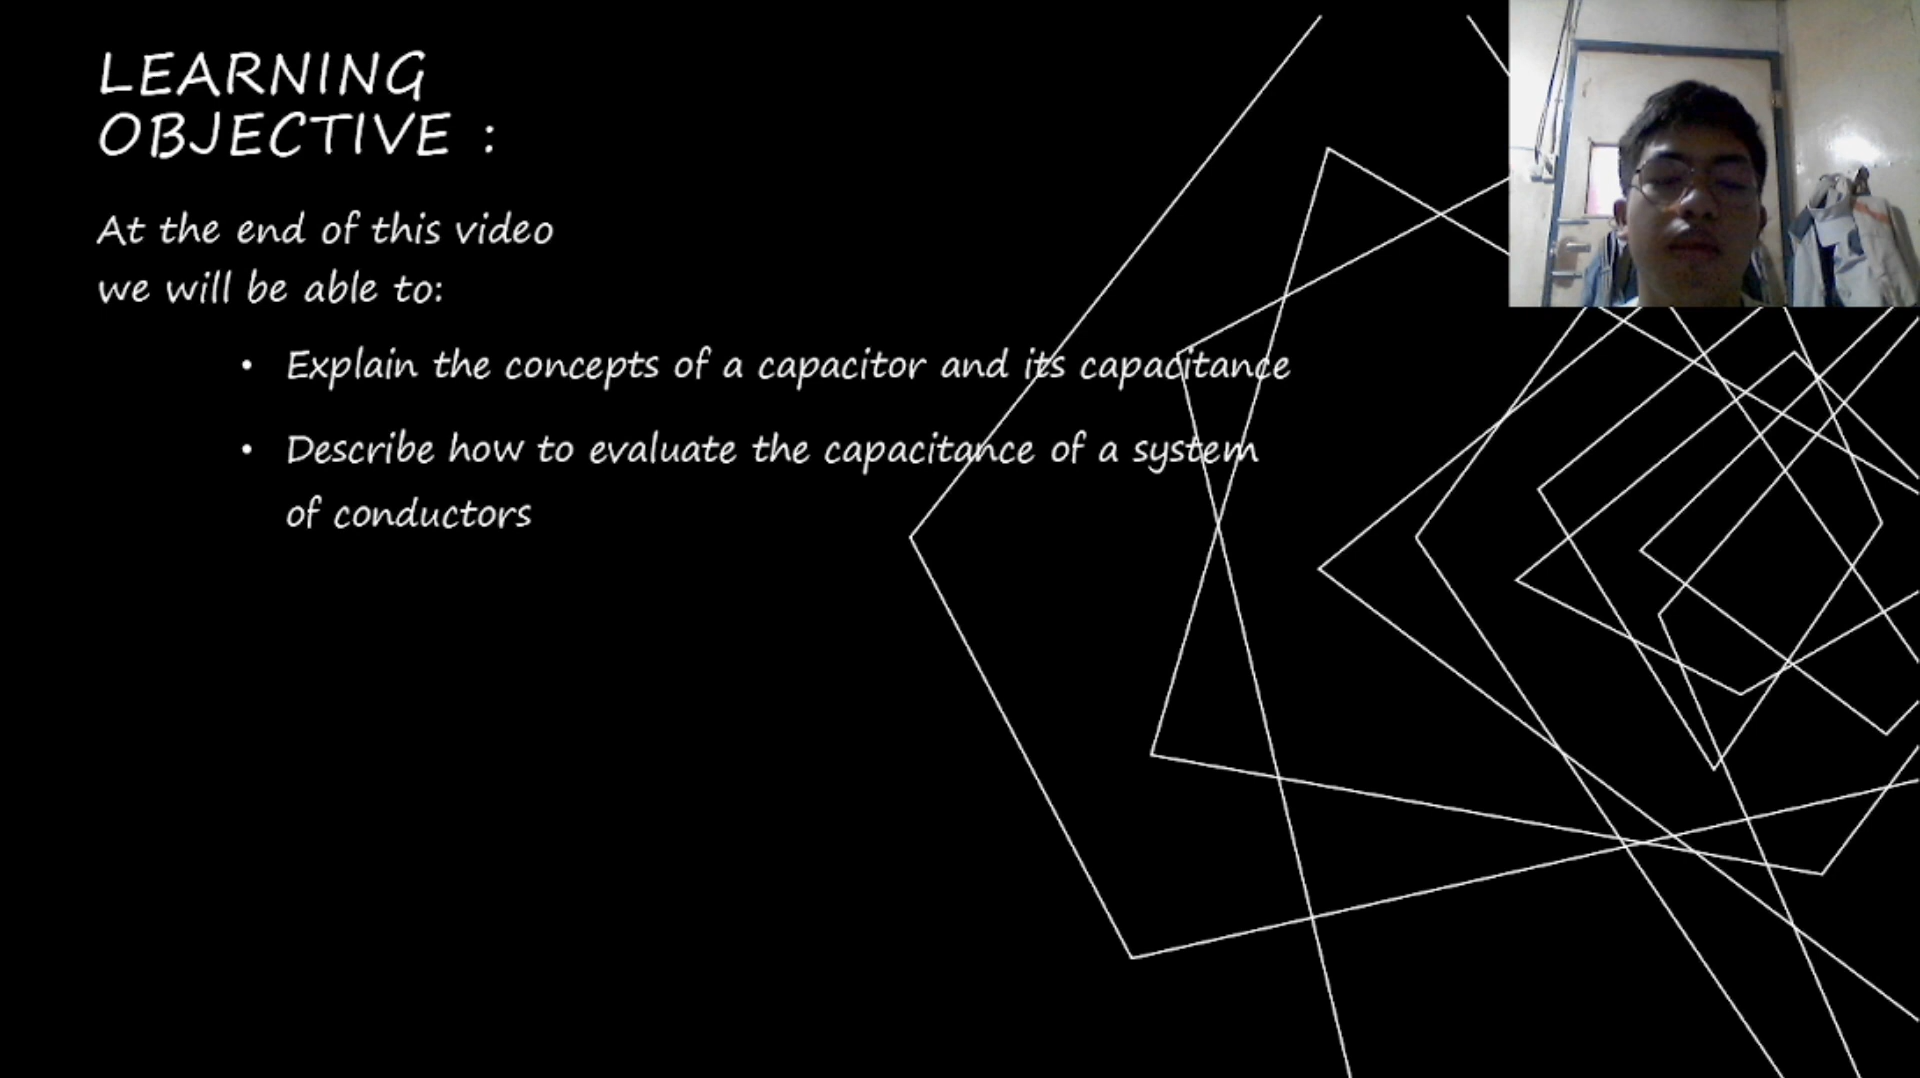 LEARNING
OBJECTIVE :
At the end of this video
we will be able to:
• Explain the concepts of a capacitor and its capacitance
• Describe how to evaluate the capacitance of a system
of conductors